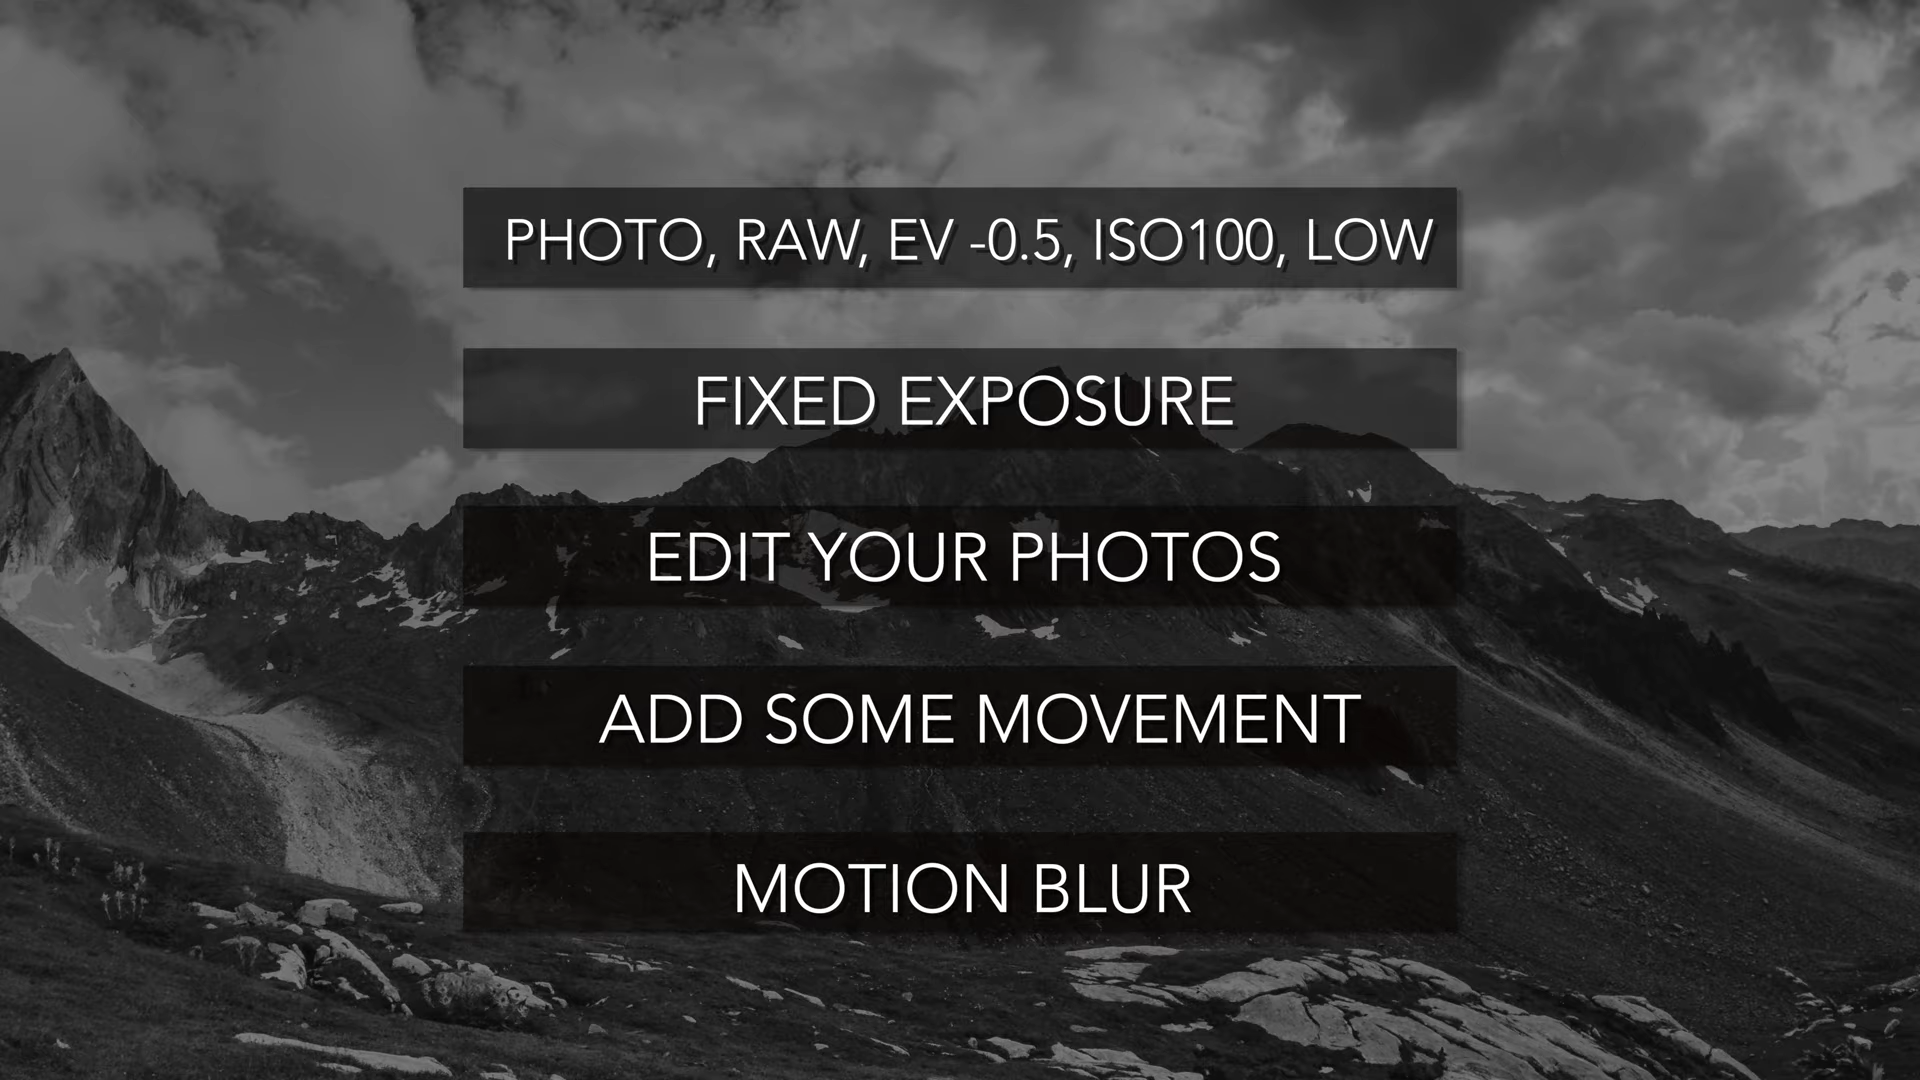 PHOTO, RAW, EV -0.5, ISO100, LOW
FIXED EXPOSURE
EDIT YOUR PHOTOS
ADD SOME MOVEMENT
MOTION BLUR